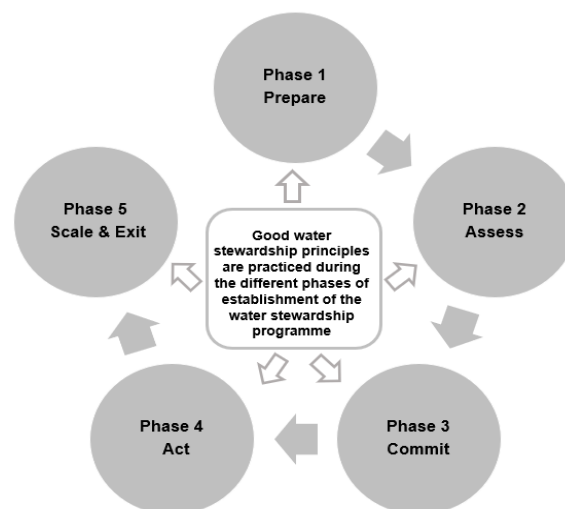 Phase 1
Prepare
Phase 2
Assess
Phase 3
Commit
Phase 4
Act
Phase 5
Scale & Exit
Good water
stewardship principles
are practiced during
the different phases of
establishment of the
water stewardship
programme